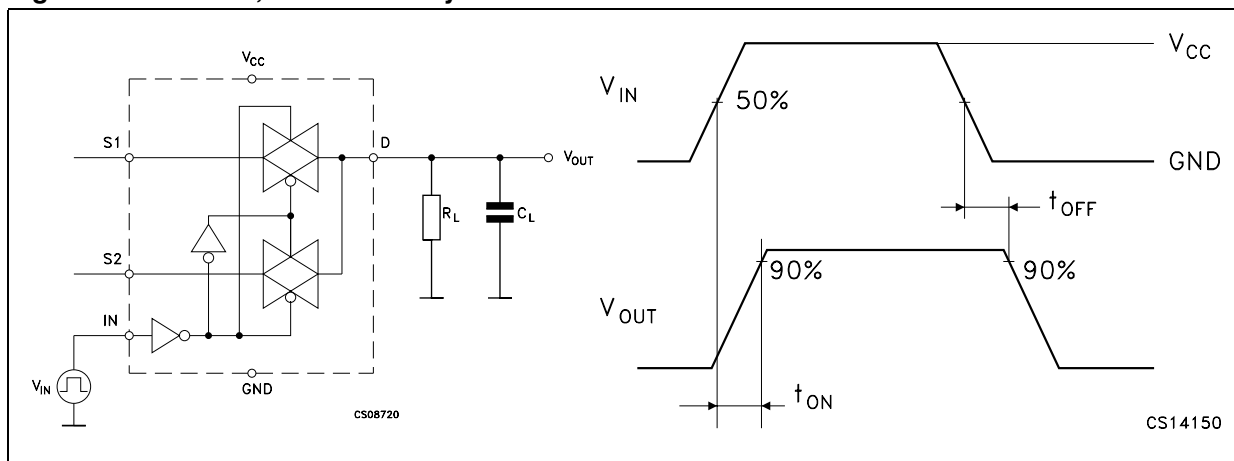 V_CC
S1
D
V_OUT
R_L
C_L
S2
IN
V_IN
GND
CS08720
V_IN
50%
V_CC
GND
t_OFF
90%
90%
V_OUT
t_ON
CS14150